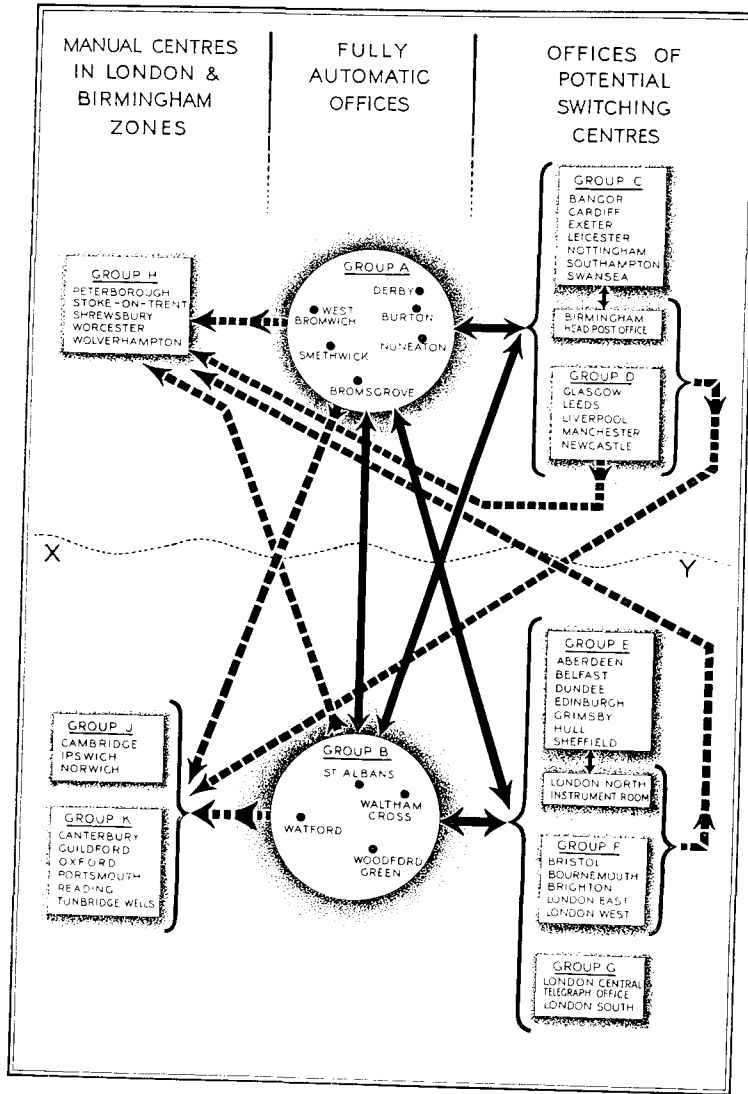 MANUAL CENTRES
IN LONDON &
BIRMINGHAM
ZONES
FULLY
AUTOMATIC
OFFICES
OFFICES OF
POTENTIAL
SWITCHING
CENTRES
GROUP H
PETERBOROUGH
STOKE-ON-TRENT
SHREWSBURY
WORCESTER
WOLVERHAMPTON
GROUP A
DERBY
WEST
BROMWICH
BURTON
NUNEATON
SMETHWICK
BROMSGROVE
GROUP C
BANGOR
CARDIFF
EXETER
LEICESTER
NOTTINGHAM
SOUTHAMPTON
SWANSEA
BIRMINGHAM
HEAD POST OFFICE
GROUP D
GLASGOW
LEEDS
LIVERPOOL
MANCHESTER
NEWCASTLE
X
Y
GROUP J
CAMBRIDGE
IPSWICH
NORWICH
GROUP K
CANTERBURY
GUILDFORD
OXFORD
PORTSMOUTH
READING
TUNBRIDGE WELLS
GROUP B
ST ALBANS
WALTHAM
CROSS
WATFORD
WOODFORD
GREEN
GROUP E
ABERDEEN
BELFAST
DUNDEE
EDINBURGH
GRIMSBY
HULL
SHEFFIELD
LONDON NORTH
INSTRUMENT ROOM
GROUP F
BRISTOL
BOURNEMOUTH
BRIGHTON
LONDON EAST
LONDON WEST
GROUP G
LONDON CENTRAL
TELEGRAPH OFFICE
LONDON SOUTH